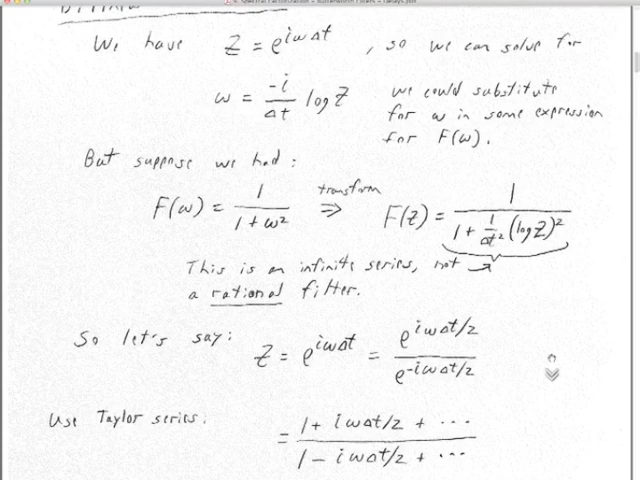 We have Z = e^{iωΔt}, so we can solve for
ω = -i/Δt log Z we could substitute
for ω in some expression
for F(ω).
But suppose we had:
F(ω) = 1/(1+ω²) transform ⇒ F(Z) = 1/(1 + 1/Δt² (log Z)²)
This is an infinite series, not
a rational filter.
So let's say: Z = e^{iωΔt} = e^{iωΔt/2}/e^{-iωΔt/2}
Use Taylor series: = (1 + iωΔt/2 + ···)/(1 - iωΔt/2 + ···)